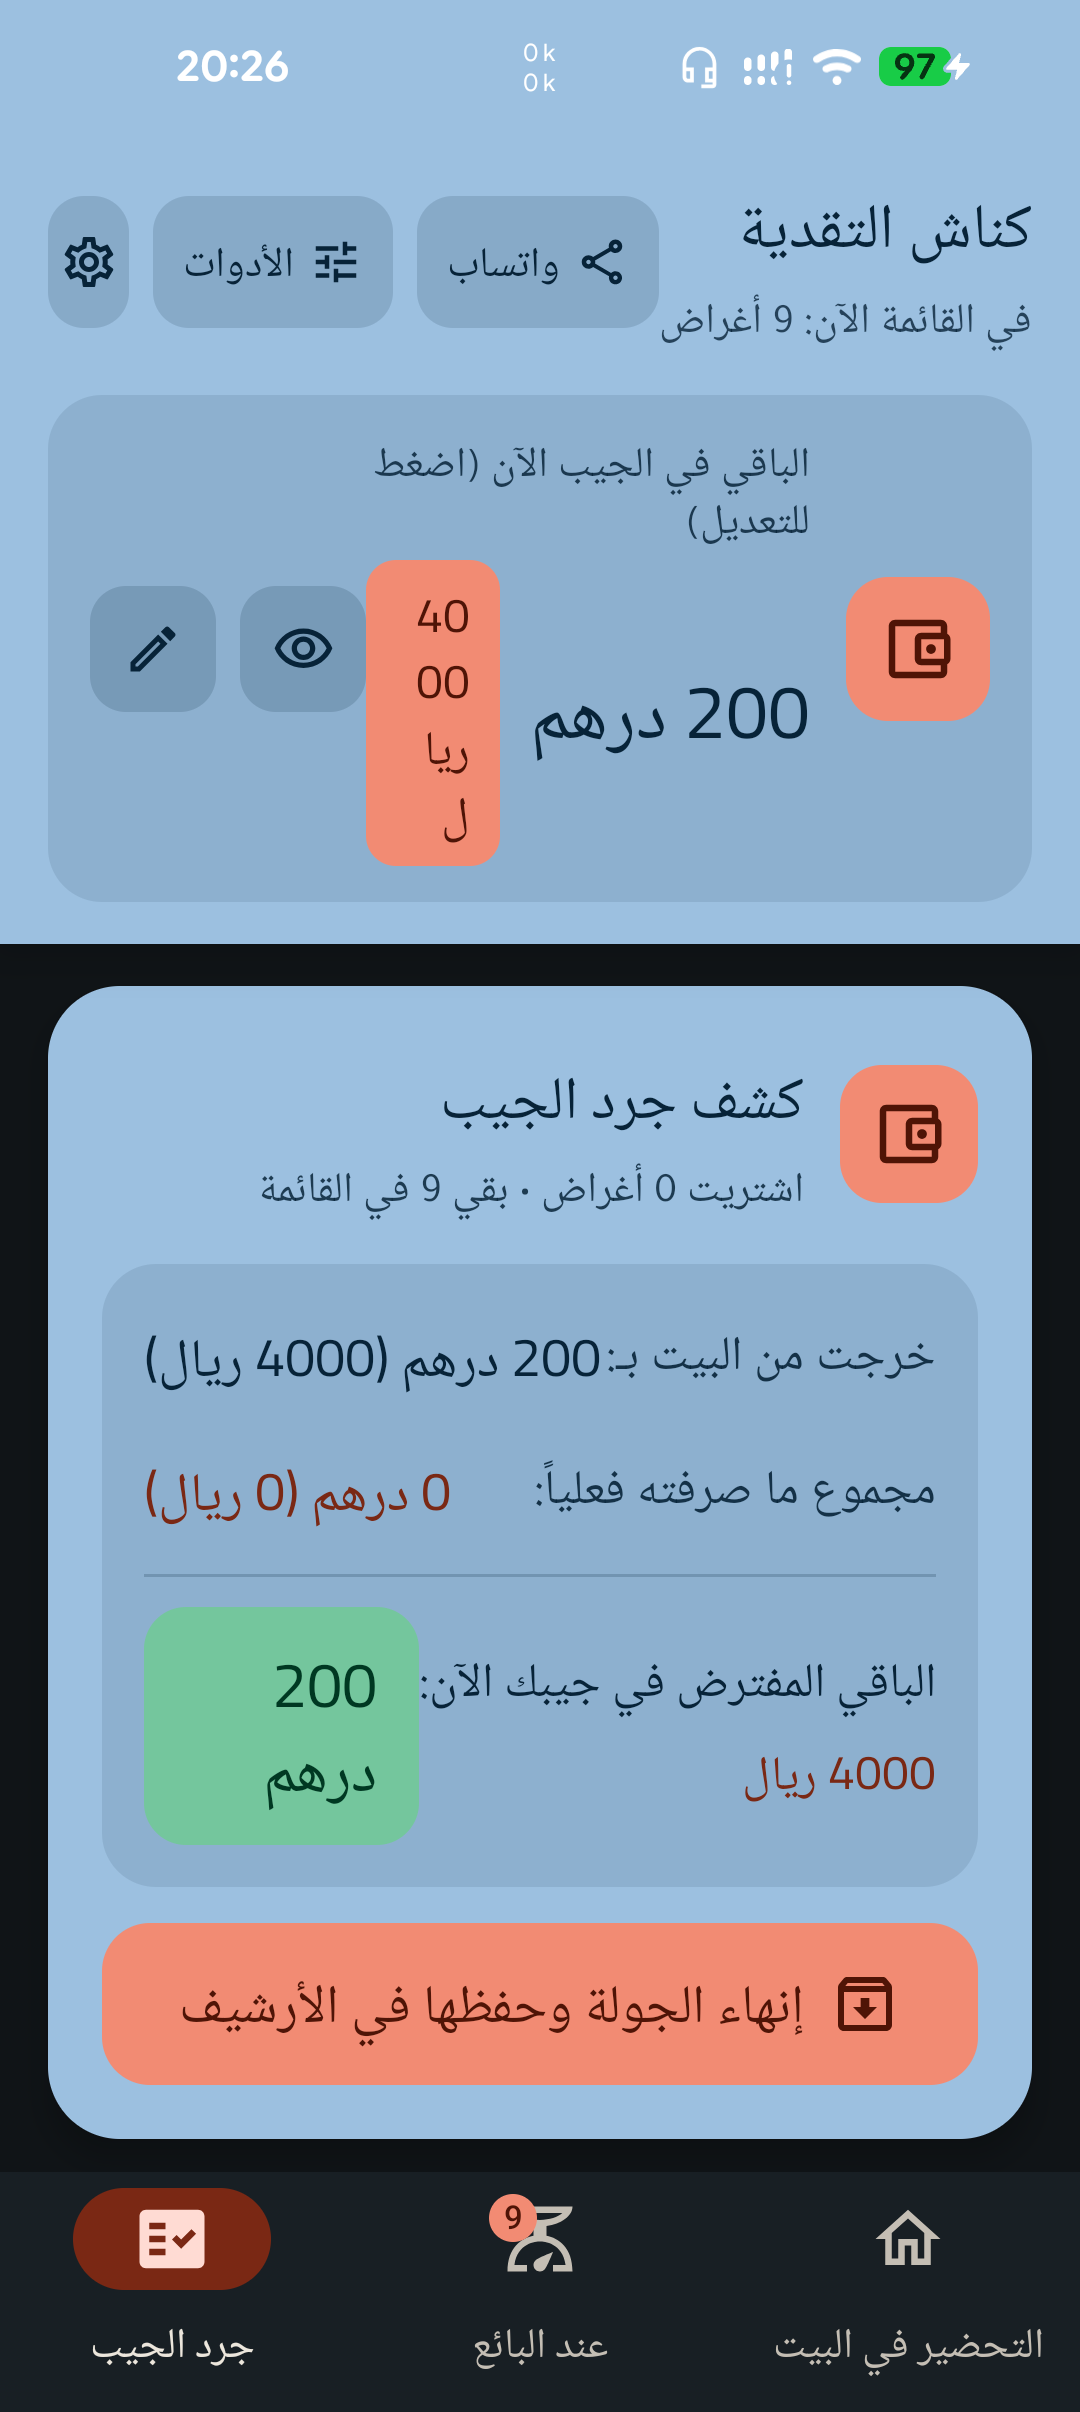 20:26
0k
0k
97
كناش التقدية
في القائمة الآن: 9 أغراض
واتساب
الأدوات
الباقي في الجيب الآن (اضغط
للتعديل)
200 درهم
40
00
ريا
ل
كشف جرد الجيب
اشتريت 0 أغراض • بقي 9 في القائمة
خرجت من البيت بـ:
200 درهم (4000 ريال)
مجموع ما صرفته فعلياً:
0 درهم (0 ريال)
الباقي المفترض في جيبك الآن:
4000 ريال
200
درهم
إنهاء الجولة وحفظها في الأرشيف
التحضير في البيت
9
عند البائع
جرد الجيب